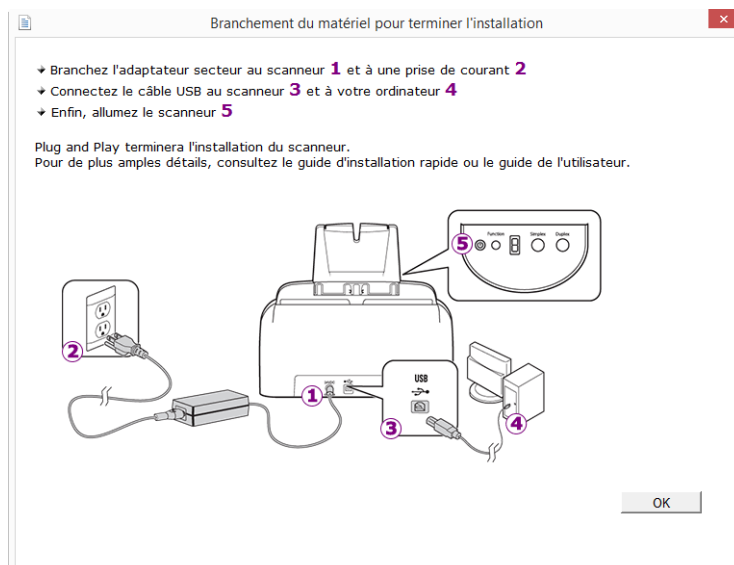 Branchement du matériel pour terminer l'installation
Branchez l'adaptateur secteur au scanneur 1 et à une prise de courant 2
Connectez le câble USB au scanneur 3 et à votre ordinateur 4
Enfin, allumez le scanneur 5
Plug and Play terminera l'installation du scanneur.
Pour de plus amples détails, consultez le guide d'installation rapide ou le guide de l'utilisateur.
Function Simplex Duplex
5
2
1
USB
3
4
OK